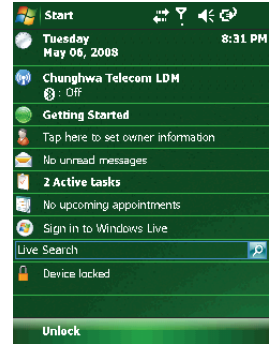 Start
Tuesday 8:31 PM
May 06, 2008
Chunghwa Telecom LDM
: Off
Getting Started
Tap here to set owner information
No unread messages
2 Active tasks
No upcoming appointments
Sign in to Windows Live
Live Search
Device locked
Unlock